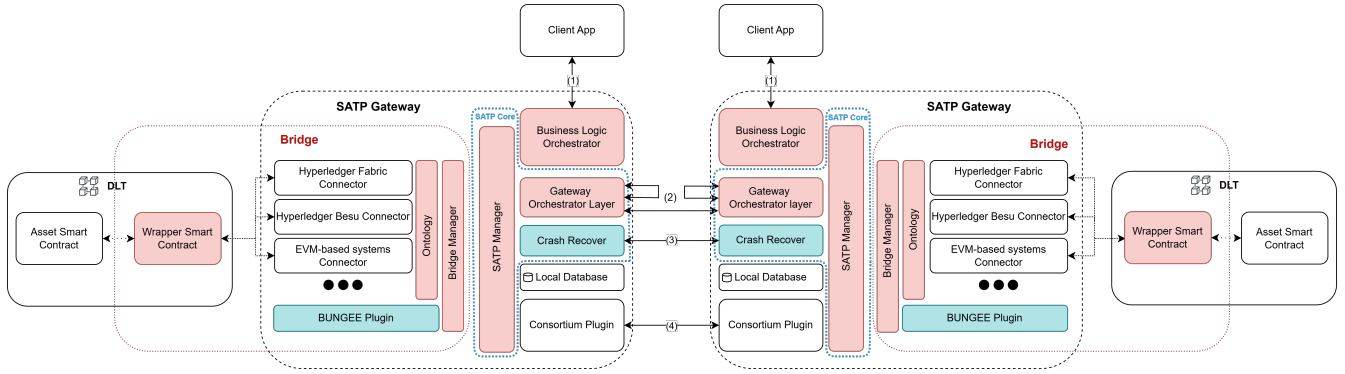 Client App
Client App
(1)
(1)
SATP Gateway
SATP Gateway
SATP Core
SATP Core
Business Logic
Orchestrator
Business Logic
Orchestrator
Bridge
Bridge
Hyperledger Fabric
Connector
Hyperledger Besu Connector
EVM-based systems
Connector
BUNGEE Plugin
Ontology
Bridge Manager
SATP Manager
Gateway
Orchestrator Layer
Crash Recover
Local Database
Consortium Plugin
(2)
(3)
(4)
Gateway
Orchestrator layer
Crash Recover
Local Database
Consortium Plugin
SATP Manager
Bridge Manager
Ontology
Hyperledger Fabric
Connector
Hyperledger Besu Connector
EVM-based systems
Connector
BUNGEE Plugin
DLT
Asset Smart
Contract
Wrapper Smart
Contract
DLT
Wrapper Smart
Contract
Asset Smart
Contract